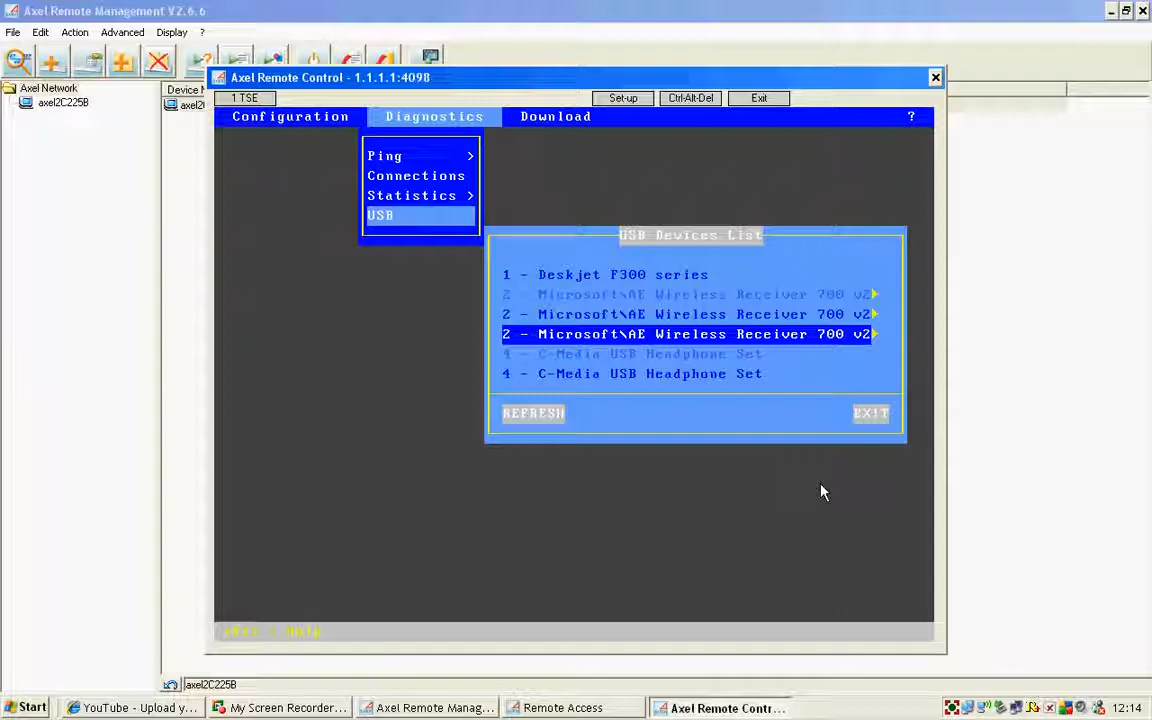 Axel Remote Management V2.6.6
File Edit Action Advanced Display ?
Axel Network
axel2C225B
Device N
axel2(
Axel Remote Control - 1.1.1.1:4098
1 TSE
Set-up Ctrl-Alt-Del Exit
Configuration Diagnostics Download ?
Ping >
Connections
Statistics >
USB
USB Devices List
1 - Deskjet F300 series
2 - Microsoft\AE Wireless Receiver 700 v2
2 - Microsoft\AE Wireless Receiver 700 v2
2 - Microsoft\AE Wireless Receiver 700 v2
4 - C-Media USB Headphone Set
4 - C-Media USB Headphone Set
REFRESH EXIT
axel2C225B
Start YouTube - Upload y... My Screen Recorder... Axel Remote Manag... Remote Access Axel Remote Contr... 12:14